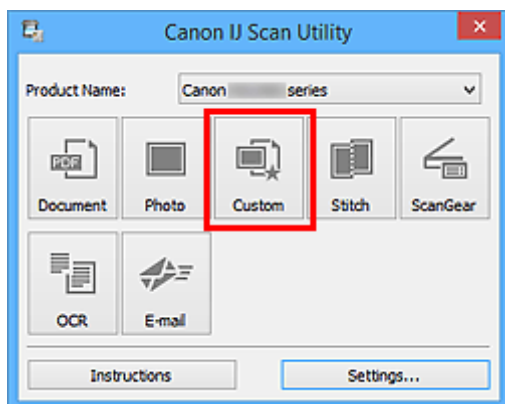 Canon IJ Scan Utility
Product Name: Canon series
PDF
Document Photo Custom Stitch ScanGear
OCR E-mail
Instructions Settings...